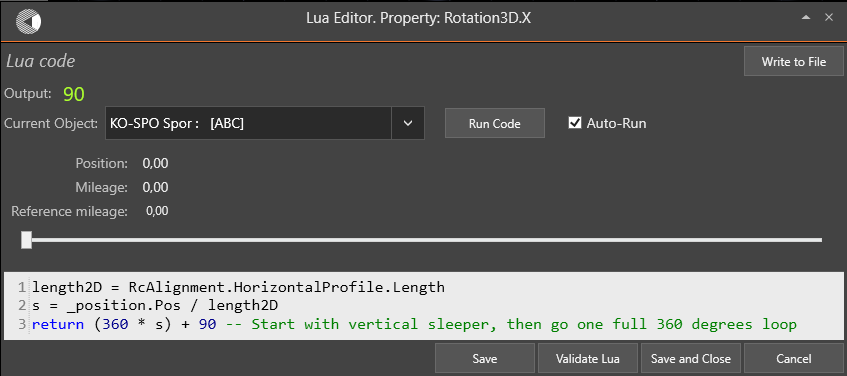 Lua Editor. Property: Rotation3D.X
Lua code
Write to File
Output: 90
Current Object: KO-SPO Spor : [ABC]
Run Code
Auto-Run
Position: 0,00
Mileage: 0,00
Reference mileage: 0,00
1 length2D = RcAlignment.HorizontalProfile.Length
2 s = _position.Pos / length2D
3 return (360 * s) + 90 -- Start with vertical sleeper, then go one full 360 degrees loop
Save
Validate Lua
Save and Close
Cancel